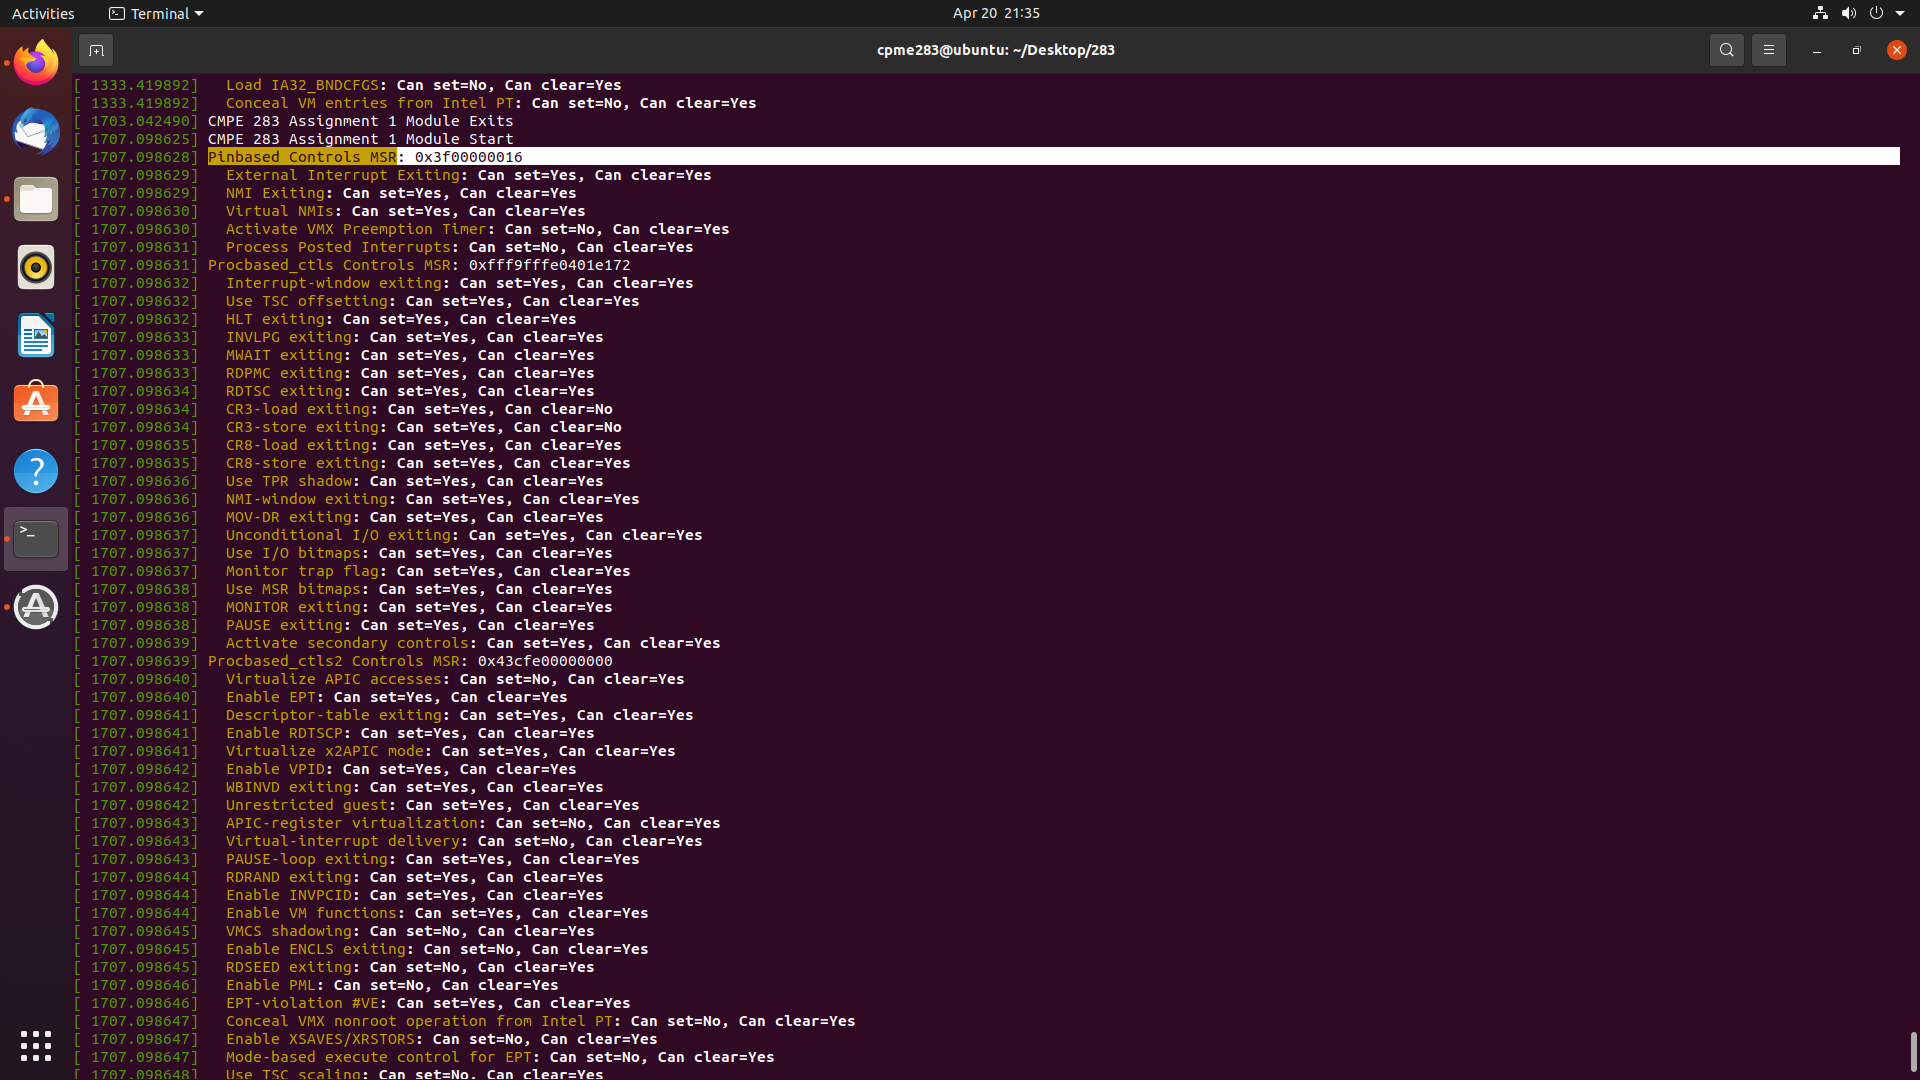 Activities Terminal Apr 20 21:35
cpme283@ubuntu: ~/Desktop/283
[ 1333.419892] Load IA32_BNDCFGS: Can set=No, Can clear=Yes
[ 1333.419892] Conceal VM entries from Intel PT: Can set=No, Can clear=Yes
[ 1703.042490] CMPE 283 Assignment 1 Module Exits
[ 1707.098625] CMPE 283 Assignment 1 Module Start
[ 1707.098628] Pinbased Controls MSR: 0x3f00000016
[ 1707.098629] External Interrupt Exiting: Can set=Yes, Can clear=Yes
[ 1707.098629] NMI Exiting: Can set=Yes, Can clear=Yes
[ 1707.098630] Virtual NMIs: Can set=Yes, Can clear=Yes
[ 1707.098630] Activate VMX Preemption Timer: Can set=No, Can clear=Yes
[ 1707.098631] Process Posted Interrupts: Can set=No, Can clear=Yes
[ 1707.098631] Procbased_ctls Controls MSR: 0xfff9fffe0401e172
[ 1707.098632] Interrupt-window exiting: Can set=Yes, Can clear=Yes
[ 1707.098632] Use TSC offsetting: Can set=Yes, Can clear=Yes
[ 1707.098632] HLT exiting: Can set=Yes, Can clear=Yes
[ 1707.098633] INVLPG exiting: Can set=Yes, Can clear=Yes
[ 1707.098633] MWAIT exiting: Can set=Yes, Can clear=Yes
[ 1707.098633] RDPMC exiting: Can set=Yes, Can clear=Yes
[ 1707.098634] RDTSC exiting: Can set=Yes, Can clear=Yes
[ 1707.098634] CR3-load exiting: Can set=Yes, Can clear=No
[ 1707.098634] CR3-store exiting: Can set=Yes, Can clear=No
[ 1707.098635] CR8-load exiting: Can set=Yes, Can clear=Yes
[ 1707.098635] CR8-store exiting: Can set=Yes, Can clear=Yes
[ 1707.098636] Use TPR shadow: Can set=Yes, Can clear=Yes
[ 1707.098636] NMI-window exiting: Can set=Yes, Can clear=Yes
[ 1707.098636] MOV-DR exiting: Can set=Yes, Can clear=Yes
[ 1707.098637] Unconditional I/O exiting: Can set=Yes, Can clear=Yes
[ 1707.098637] Use I/O bitmaps: Can set=Yes, Can clear=Yes
[ 1707.098637] Monitor trap flag: Can set=Yes, Can clear=Yes
[ 1707.098638] Use MSR bitmaps: Can set=Yes, Can clear=Yes
[ 1707.098638] MONITOR exiting: Can set=Yes, Can clear=Yes
[ 1707.098638] PAUSE exiting: Can set=Yes, Can clear=Yes
[ 1707.098639] Activate secondary controls: Can set=Yes, Can clear=Yes
[ 1707.098639] Procbased_ctls2 Controls MSR: 0x43cfe00000000
[ 1707.098640] Virtualize APIC accesses: Can set=No, Can clear=Yes
[ 1707.098640] Enable EPT: Can set=Yes, Can clear=Yes
[ 1707.098641] Descriptor-table exiting: Can set=Yes, Can clear=Yes
[ 1707.098641] Enable RDTSCP: Can set=Yes, Can clear=Yes
[ 1707.098641] Virtualize x2APIC mode: Can set=Yes, Can clear=Yes
[ 1707.098642] Enable VPID: Can set=Yes, Can clear=Yes
[ 1707.098642] WBINVD exiting: Can set=Yes, Can clear=Yes
[ 1707.098642] Unrestricted guest: Can set=Yes, Can clear=Yes
[ 1707.098643] APIC-register virtualization: Can set=No, Can clear=Yes
[ 1707.098643] Virtual-interrupt delivery: Can set=No, Can clear=Yes
[ 1707.098643] PAUSE-loop exiting: Can set=Yes, Can clear=Yes
[ 1707.098644] RDRAND exiting: Can set=Yes, Can clear=Yes
[ 1707.098644] Enable INVPCID: Can set=Yes, Can clear=Yes
[ 1707.098644] Enable VM functions: Can set=Yes, Can clear=Yes
[ 1707.098645] VMCS shadowing: Can set=No, Can clear=Yes
[ 1707.098645] Enable ENCLS exiting: Can set=No, Can clear=Yes
[ 1707.098645] RDSEED exiting: Can set=No, Can clear=Yes
[ 1707.098646] Enable PML: Can set=No, Can clear=Yes
[ 1707.098646] EPT-violation #VE: Can set=Yes, Can clear=Yes
[ 1707.098647] Conceal VMX nonroot operation from Intel PT: Can set=No, Can clear=Yes
[ 1707.098647] Enable XSAVES/XRSTORS: Can set=No, Can clear=Yes
[ 1707.098647] Mode-based execute control for EPT: Can set=No, Can clear=Yes
[ 1707.098648] Use TSC scaling: Can set=No, Can clear=Yes